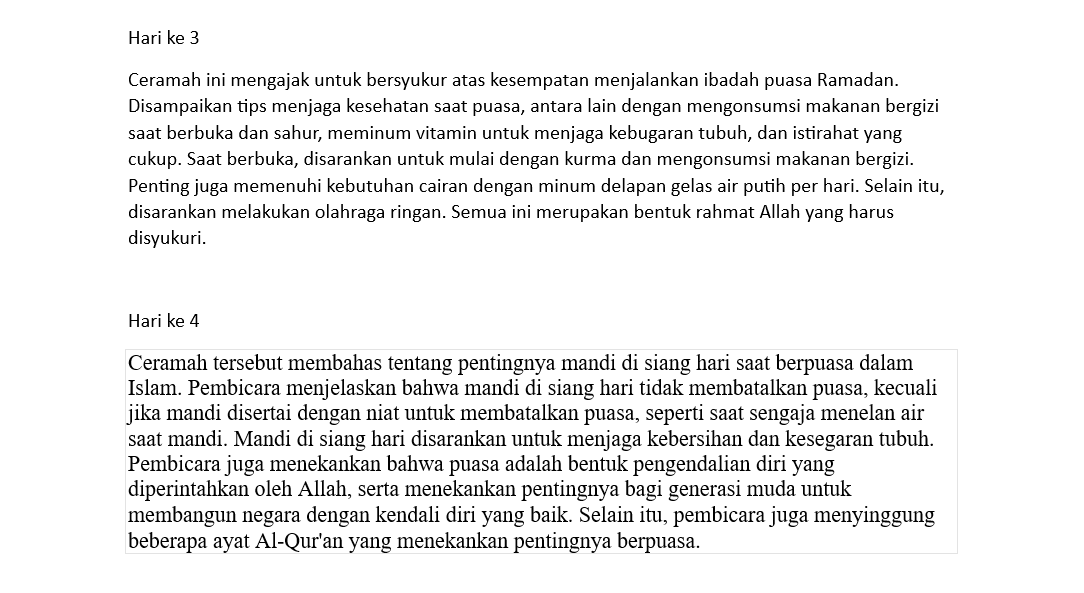 Hari ke 3
Ceramah ini mengajak untuk bersyukur atas kesempatan menjalankan ibadah puasa Ramadan.
Disampaikan tips menjaga kesehatan saat puasa, antara lain dengan mengonsumsi makanan bergizi
saat berbuka dan sahur, meminum vitamin untuk menjaga kebugaran tubuh, dan istirahat yang
cukup. Saat berbuka, disarankan untuk mulai dengan kurma dan mengonsumsi makanan bergizi.
Penting juga memenuhi kebutuhan cairan dengan minum delapan gelas air putih per hari. Selain itu,
disarankan melakukan olahraga ringan. Semua ini merupakan bentuk rahmat Allah yang harus
disyukuri.
Hari ke 4
Ceramah tersebut membahas tentang pentingnya mandi di siang hari saat berpuasa dalam
Islam. Pembicara menjelaskan bahwa mandi di siang hari tidak membatalkan puasa, kecuali
jika mandi disertai dengan niat untuk membatalkan puasa, seperti saat sengaja menelan air
saat mandi. Mandi di siang hari disarankan untuk menjaga kebersihan dan kesegaran tubuh.
Pembicara juga menekankan bahwa puasa adalah bentuk pengendalian diri yang
diperintahkan oleh Allah, serta menekankan pentingnya bagi generasi muda untuk
membangun negara dengan kendali diri yang baik. Selain itu, pembicara juga menyinggung
beberapa ayat Al-Qur'an yang menekankan pentingnya berpuasa.